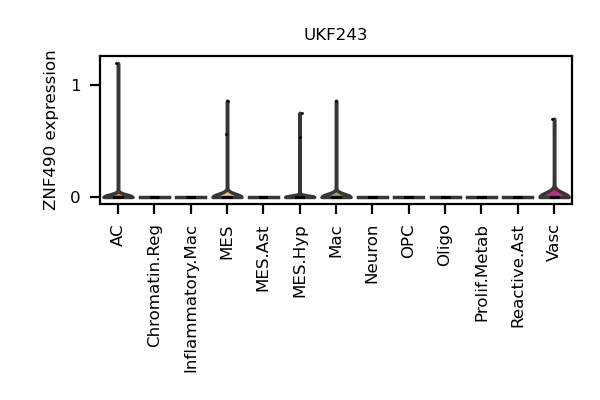 UKF243
ZNF490 expression
1
0
AC
Chromatin.Reg
Inflammatory.Mac
MES
MES.Ast
MES.Hyp
Mac
Neuron
OPC
Oligo
Prolif.Metab
Reactive.Ast
Vasc